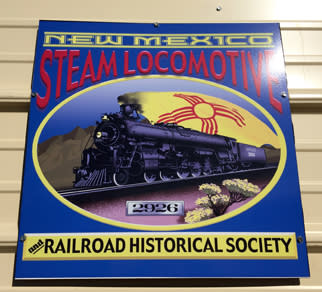 NEW MEXICO
STEAM LOCOMOTIVE
2926
and RAILROAD HISTORICAL SOCIETY